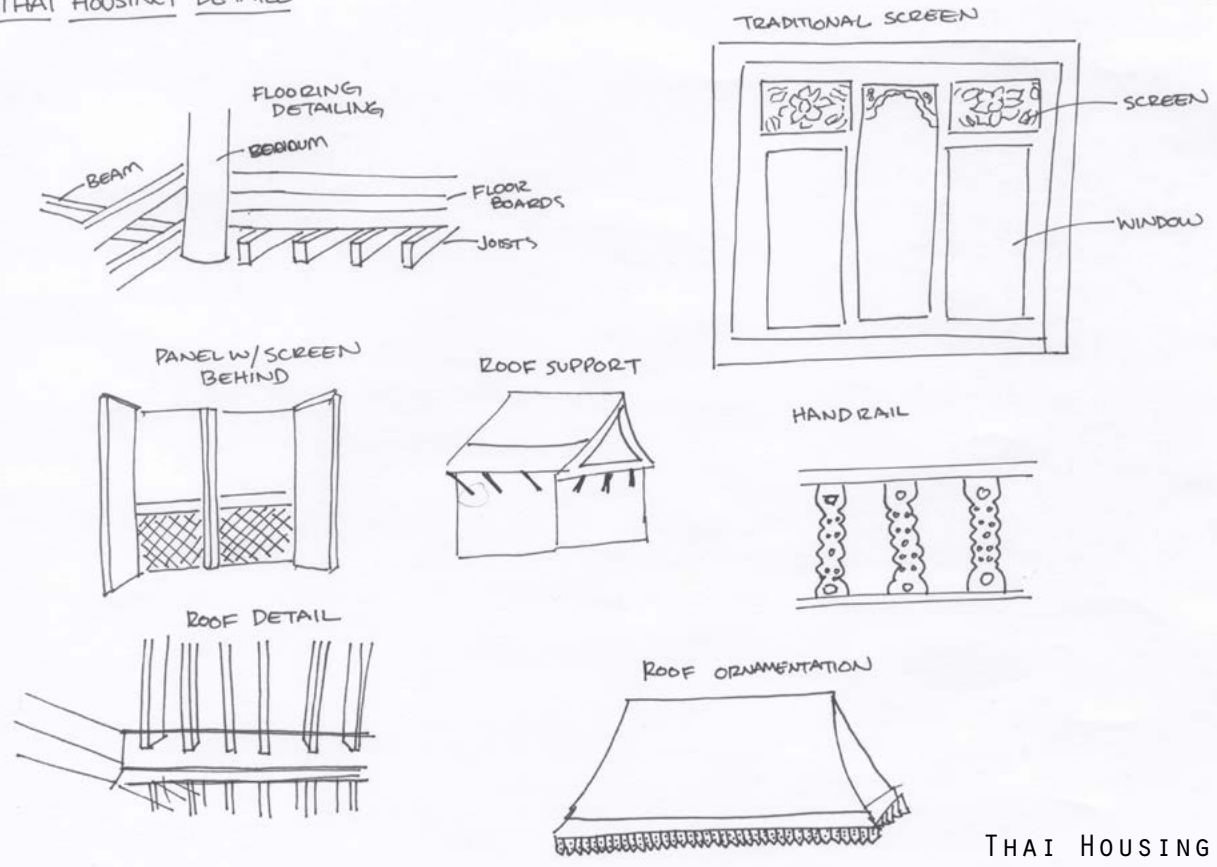 THAI HOUSING DETAILS
TRADITIONAL SCREEN
SCREEN
WINDOW
FLOORING
DETAILING
BEAM
FLOOR
BOARDS
JOISTS
PANEL W/ SCREEN
BEHIND
ROOF SUPPORT
HANDRAIL
ROOF DETAIL
ROOF ORNAMENTATION
THAI HOUSING